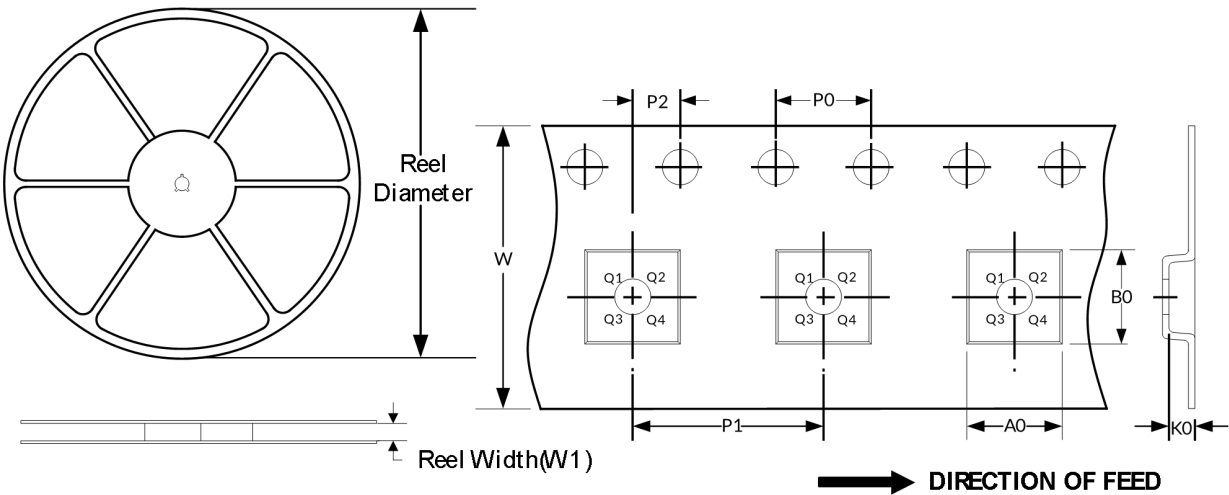 P2
P0
Reel
Diameter
W
Q1 Q2
Q3 Q4
Q1 Q2
Q3 Q4
Q1 Q2
Q3 Q4
B0
P1
A0
K0
Reel Width(W1)
DIRECTION OF FEED